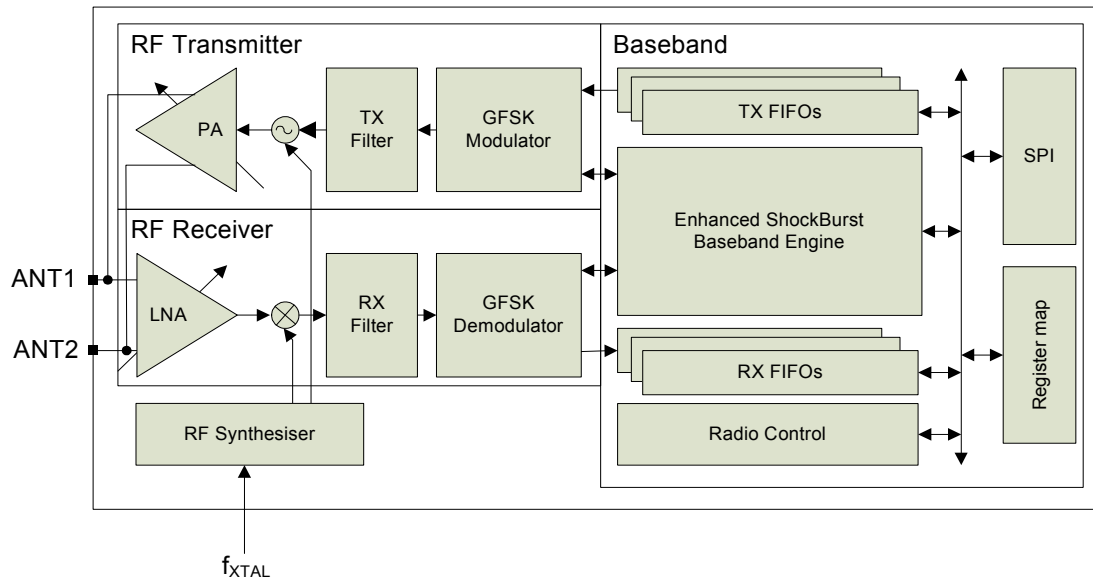 RF Transmitter
Baseband
PA
TX
Filter
GFSK
Modulator
TX FIFOs
SPI
Enhanced ShockBurst
Baseband Engine
RF Receiver
ANT1
ANT2
LNA
RX
Filter
GFSK
Demodulator
RX FIFOs
Register map
RF Synthesiser
Radio Control
fXTAL